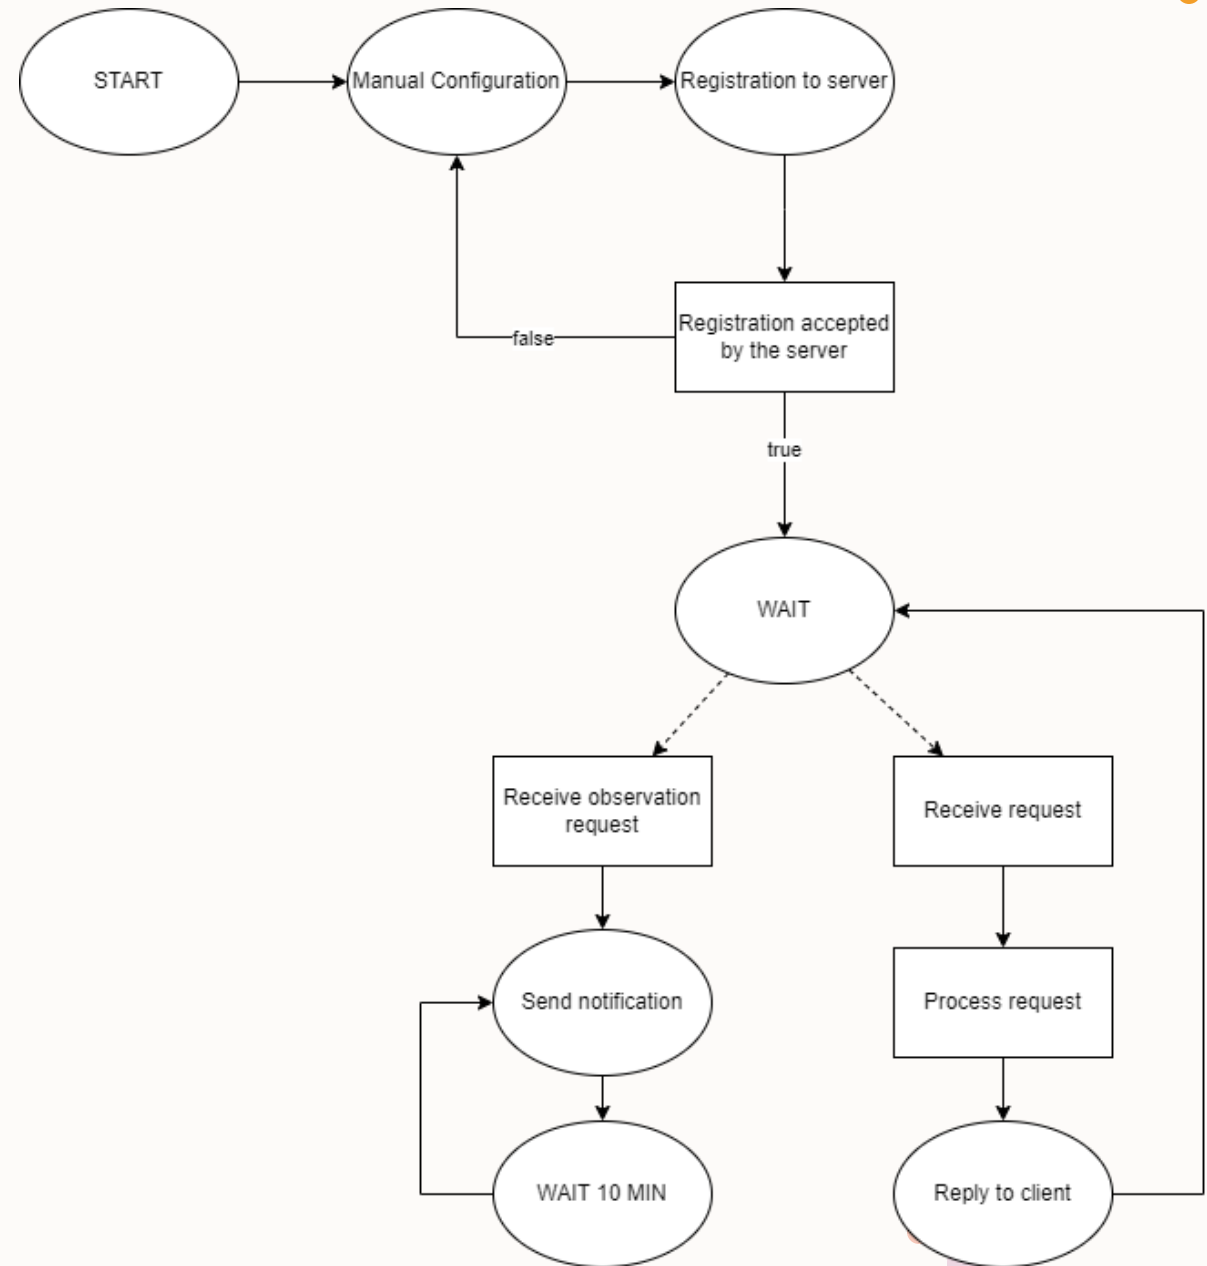 START
Manual Configuration
Registration to server
Registration accepted
by the server
false
true
WAIT
Receive observation
request
Receive request
Send notification
Process request
WAIT 10 MIN
Reply to client